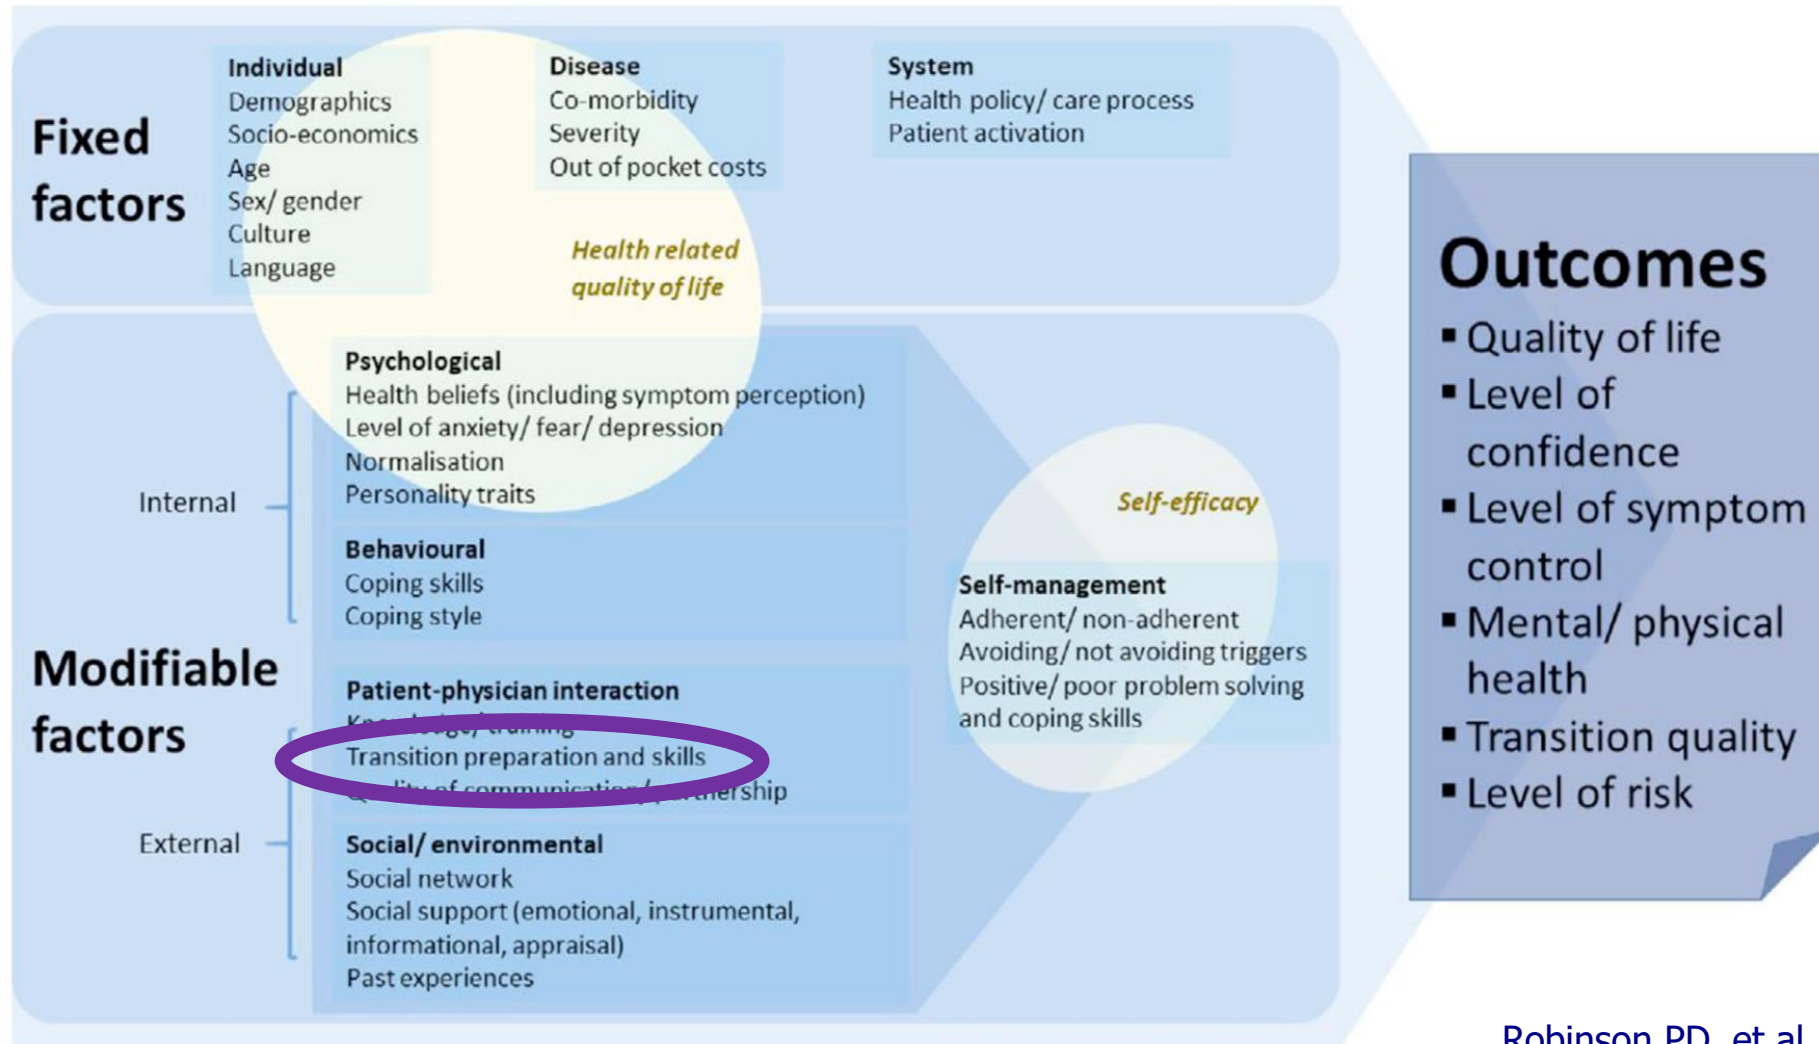 Fixed
factors
Individual
Demographics
Socio-economics
Age
Sex/ gender
Culture
Language
Disease
Co-morbidity
Severity
Out of pocket costs
System
Health policy/ care process
Patient activation
Health related
quality of life
Modifiable
factors
Internal
Psychological
Health beliefs (including symptom perception)
Level of anxiety/ fear/ depression
Normalisation
Personality traits
Behavioural
Coping skills
Coping style
External
Patient-physician interaction
Knowledge/ training
Transition preparation and skills
Quality of communication/ partnership
Social/ environmental
Social network
Social support (emotional, instrumental,
informational, appraisal)
Past experiences
Self-efficacy
Self-management
Adherent/ non-adherent
Avoiding/ not avoiding triggers
Positive/ poor problem solving
and coping skills
Outcomes
▪ Quality of life
▪ Level of
confidence
▪ Level of symptom
control
▪ Mental/ physical
health
▪ Transition quality
▪ Level of risk
Robinson PD, et al